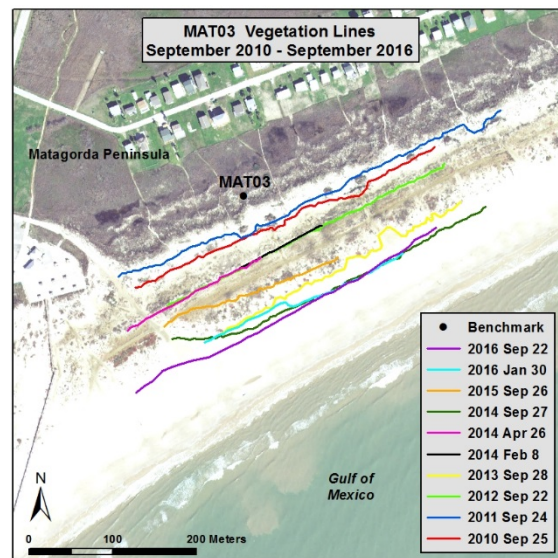 MAT03 Vegetation Lines
September 2010 - September 2016
Matagorda Peninsula
MAT03
Benchmark
2016 Sep 22
2016 Jan 30
2015 Sep 26
2014 Sep 27
2014 Apr 26
2014 Feb 8
2013 Sep 28
2012 Sep 22
2011 Sep 24
2010 Sep 25
Gulf of
Mexico
N
0 100 200 Meters